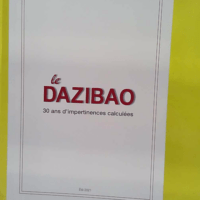 le
DAZIBAO
30 ans d'impertinences calculées